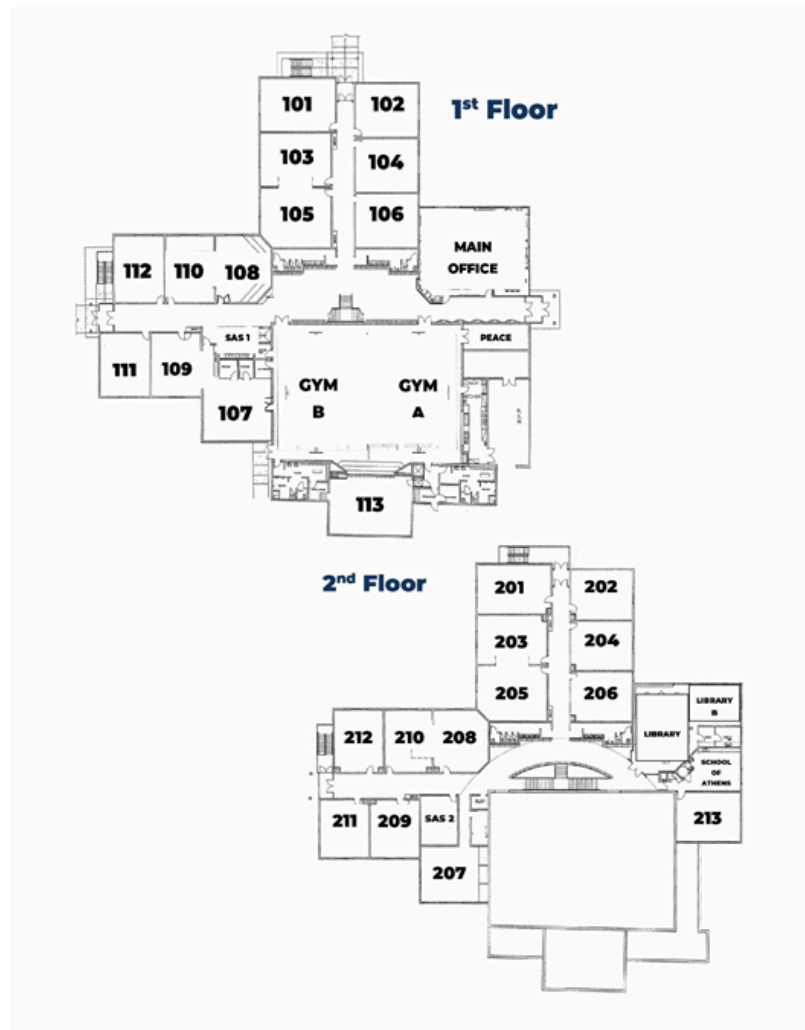 1st Floor
101
102
103
104
105
106
MAIN
OFFICE
112
110
108
SAS 1
PEACE
111
109
107
GYM
B
GYM
A
113
2nd Floor
201
202
203
204
205
206
LIBRARY
B
LIBRARY
212
210
208
SCHOOL
OF
ATHENS
211
209
SAS 2
213
207